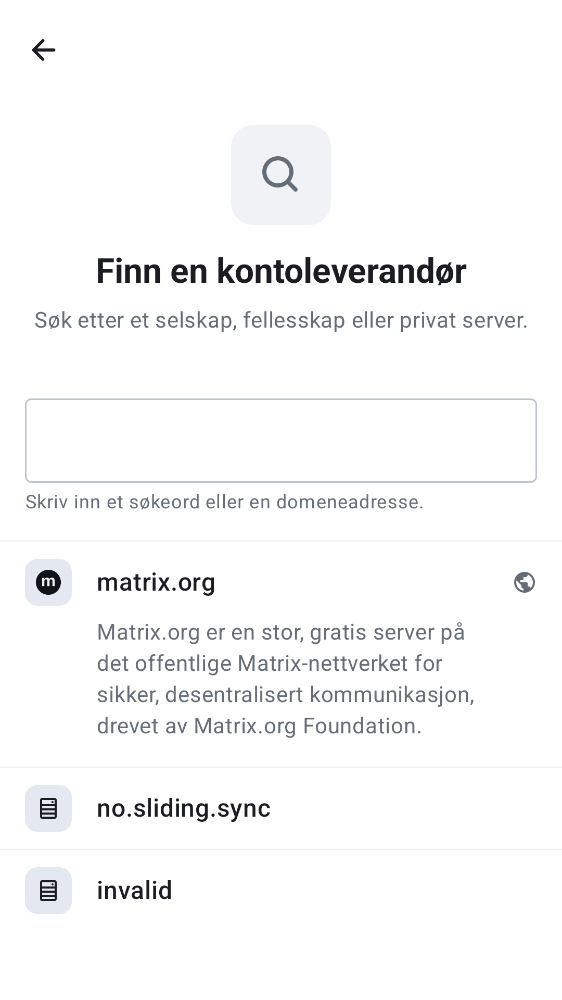 Finn en kontoleverandør
Søk etter et selskap, fellesskap eller privat server.
Skriv inn et søkeord eller en domeneadresse.
m
matrix.org
Matrix.org er en stor, gratis server på
det offentlige Matrix-nettverket for
sikker, desentralisert kommunikasjon,
drevet av Matrix.org Foundation.
no.sliding.sync
invalid